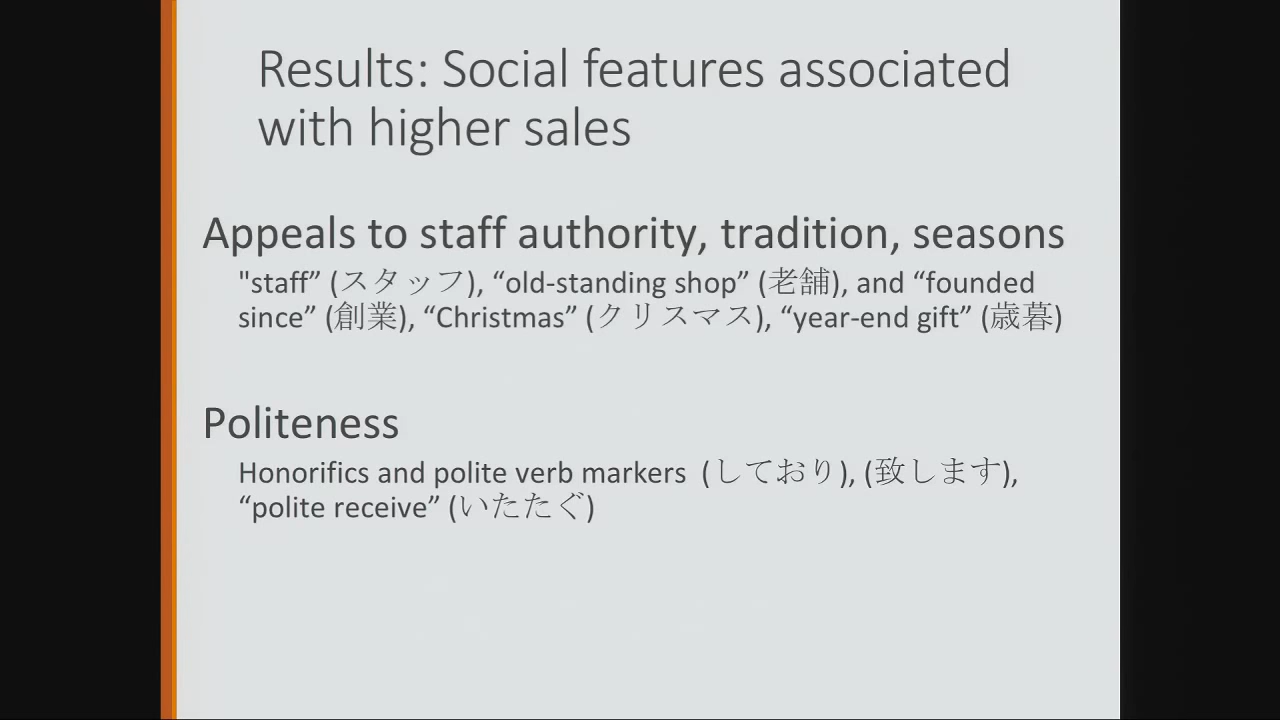 Results: Social features associated
with higher sales
Appeals to staff authority, tradition, seasons
"staff” (スタッフ), “old-standing shop” (老舗), and “founded
since” (創業), “Christmas” (クリスマス), “year-end gift” (歳暮)
Politeness
Honorifics and polite verb markers (しており), (致します),
“polite receive” (いたたぐ)